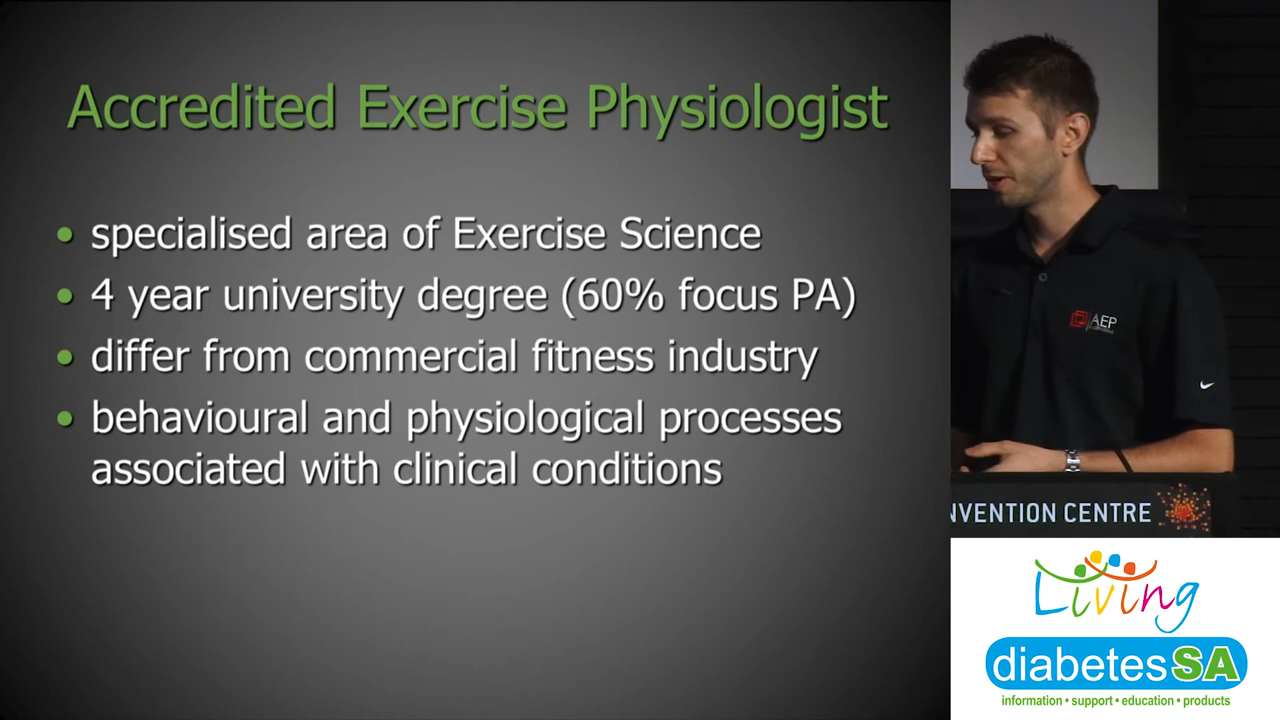 Accredited Exercise Physiologist
• specialised area of Exercise Science
• 4 year university degree (60% focus PA)
• differ from commercial fitness industry
• behavioural and physiological processes
associated with clinical conditions
AEP
NVENTION CENTRE
Living
diabetesSA
information • support • education • products